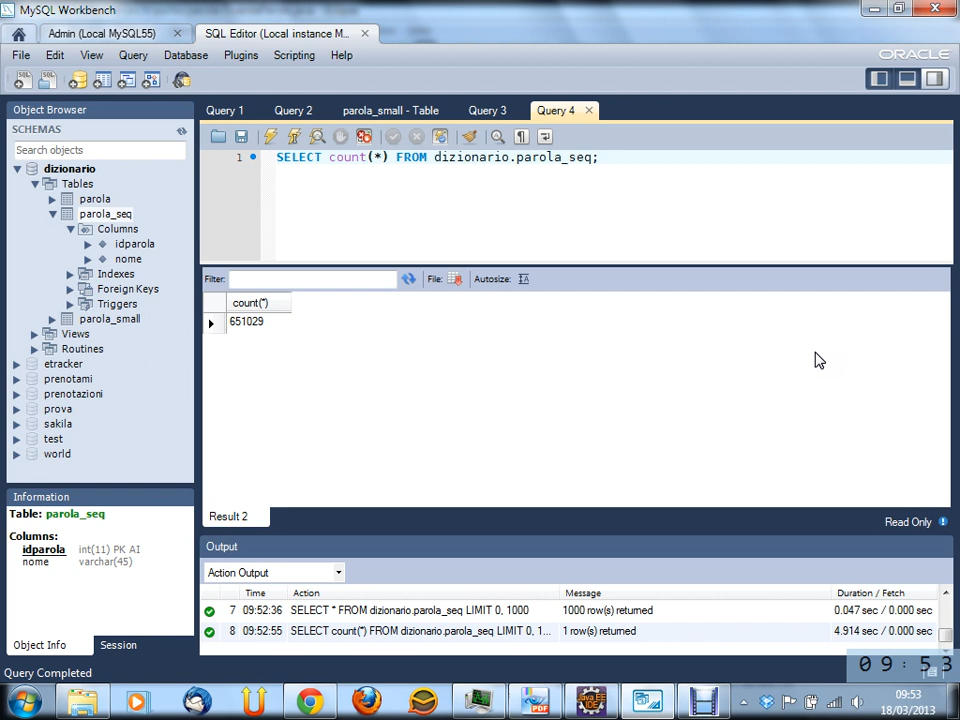 MySQL Workbench
Admin (Local MySQL55)
SQL Editor (Local instance M...
File Edit View Query Database Plugins Scripting Help
ORACLE
Object Browser
SCHEMAS
Search objects
dizionario
Tables
parola
parola_seq
Columns
idparola
nome
Indexes
Foreign Keys
Triggers
parola_small
Views
Routines
etracker
prenotami
prenotazioni
prova
sakila
test
world
Information
Table: parola_seq
Columns:
idparola int(11) PK AI
nome varchar(45)
Object Info Session
Query 1 Query 2 parola_small - Table Query 3 Query 4
1 SELECT count(*) FROM dizionario.parola_seq;
Filter: File: Autosize:
count(*)
651029
Result 2
Read Only
Output
Action Output
Time Action Message Duration / Fetch
7 09:52:36 SELECT * FROM dizionario.parola_seq LIMIT 0, 1000 1000 row(s) returned 0.047 sec / 0.000 sec
8 09:52:55 SELECT count(*) FROM dizionario.parola_seq LIMIT 0, 1... 1 row(s) returned 4.914 sec / 0.000 sec
Query Completed
09:53
09:53
18/03/2013